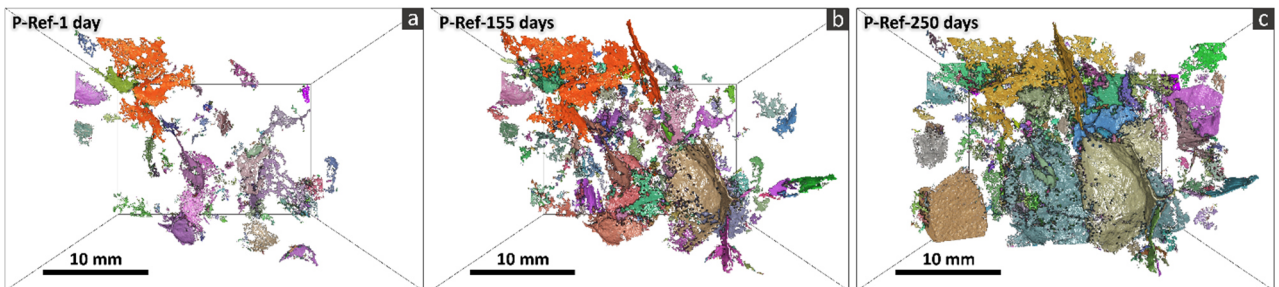 P-Ref-1 day
a
10 mm
P-Ref-155 days
b
10 mm
P-Ref-250 days
c
10 mm